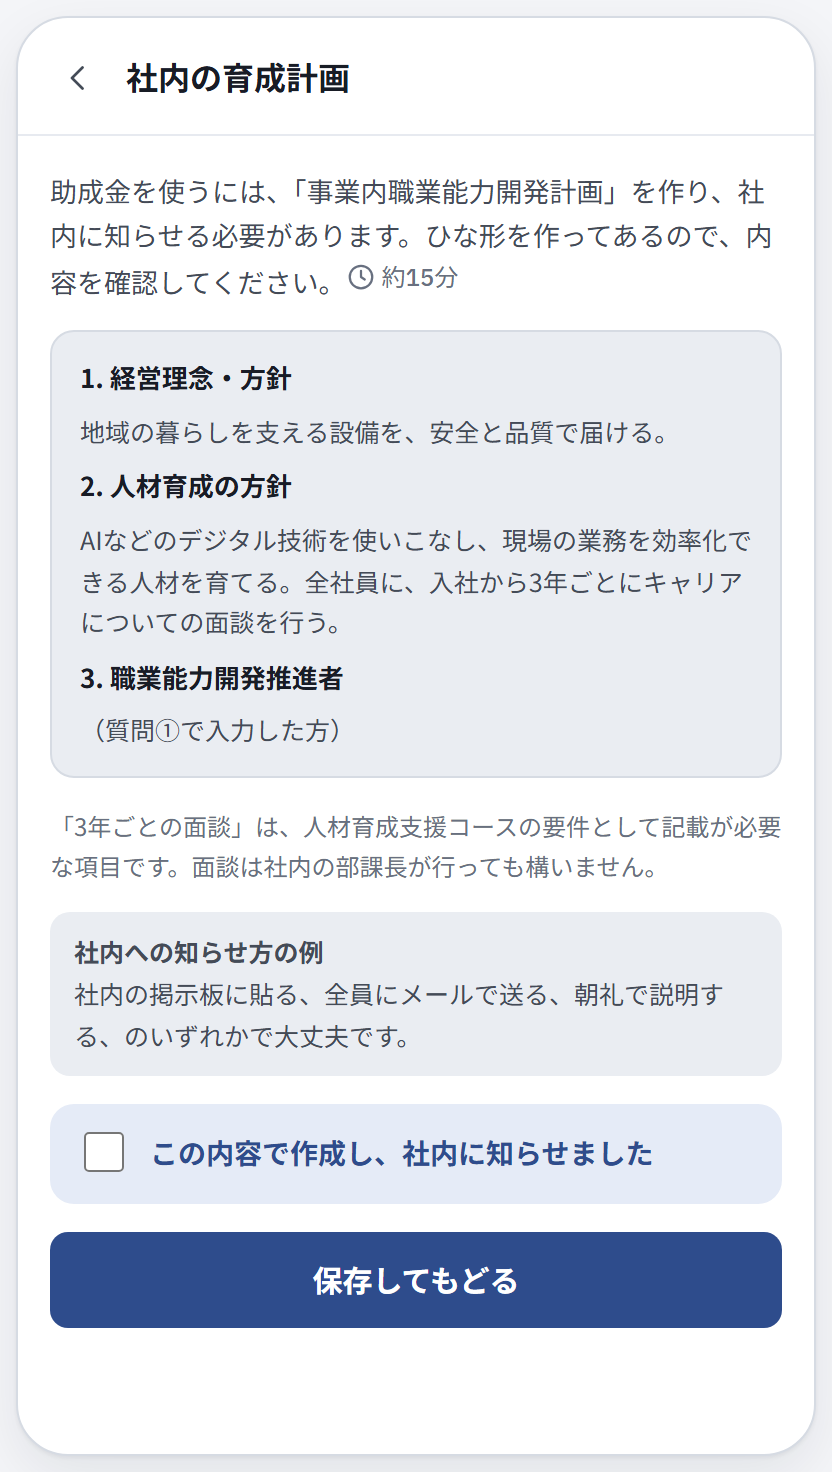 社内の育成計画
助成金を使うには、「事業内職業能力開発計画」を作り、社
内に知らせる必要があります。ひな形を作ってあるので、内
容を確認してください。 約15分
1. 経営理念・方針
地域の暮らしを支える設備を、安全と品質で届ける。
2. 人材育成の方針
AIなどのデジタル技術を使いこなし、現場の業務を効率化で
きる人材を育てる。全社員に、入社から3年ごとにキャリア
についての面談を行う。
3. 職業能力開発推進者
（質問①で入力した方）
「3年ごとの面談」は、人材育成支援コースの要件として記載が必要
な項目です。面談は社内の部課長が行っても構いません。
社内への知らせ方の例
社内の掲示板に貼る、全員にメールで送る、朝礼で説明す
る、のいずれかで大丈夫です。
この内容で作成し、社内に知らせました
保存してもどる